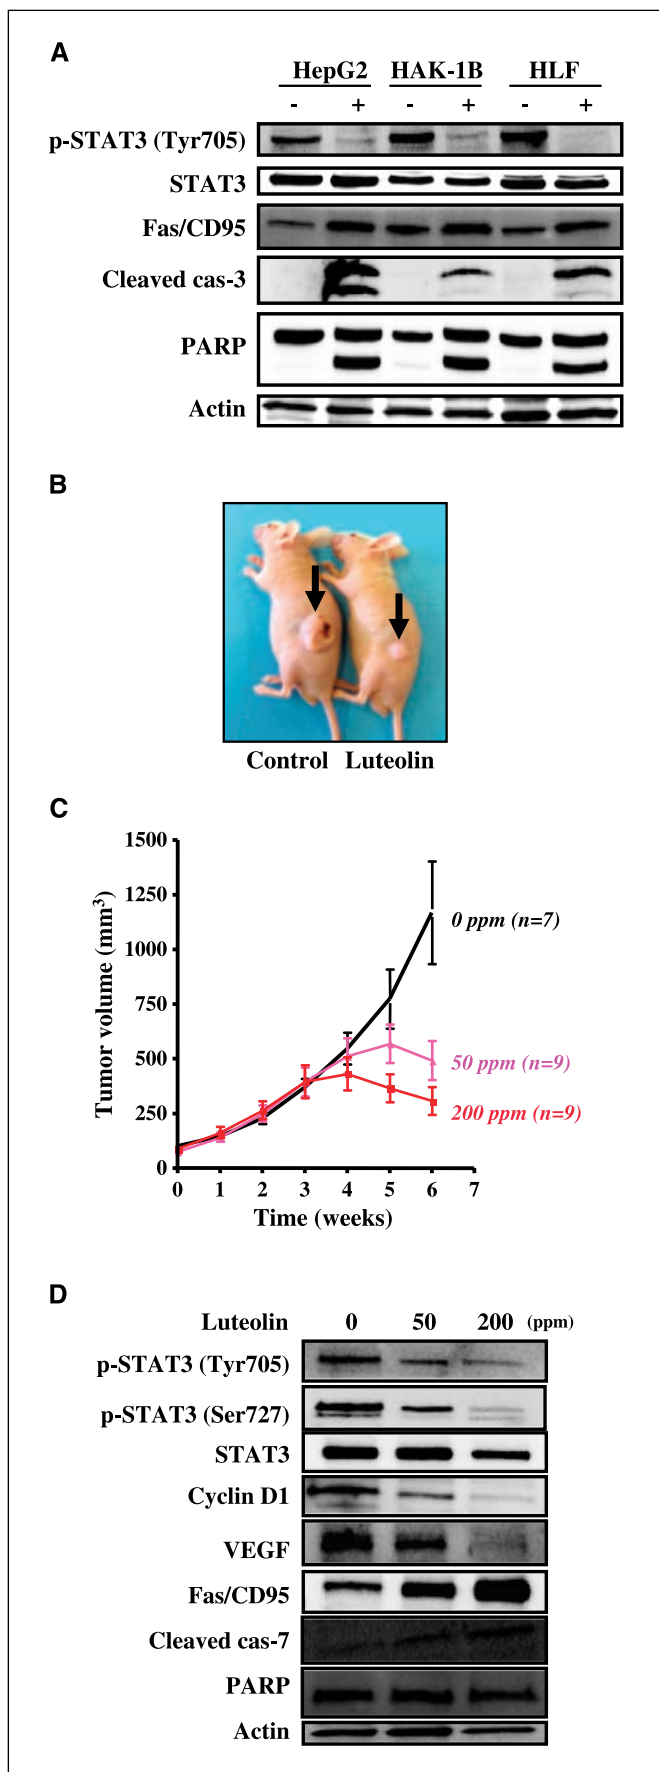 A
HepG2 HAK-1B HLF
- + - + - +
p-STAT3 (Tyr705)
STAT3
Fas/CD95
Cleaved cas-3
PARP
Actin
B
Control Luteolin
C
1500
1250
1000
750
500
250
0
Tumor volume (mm³)
0 ppm (n=7)
50 ppm (n=9)
200 ppm (n=9)
0 1 2 3 4 5 6 7
Time (weeks)
D
Luteolin 0 50 200 (ppm)
p-STAT3 (Tyr705)
p-STAT3 (Ser727)
STAT3
Cyclin D1
VEGF
Fas/CD95
Cleaved cas-7
PARP
Actin